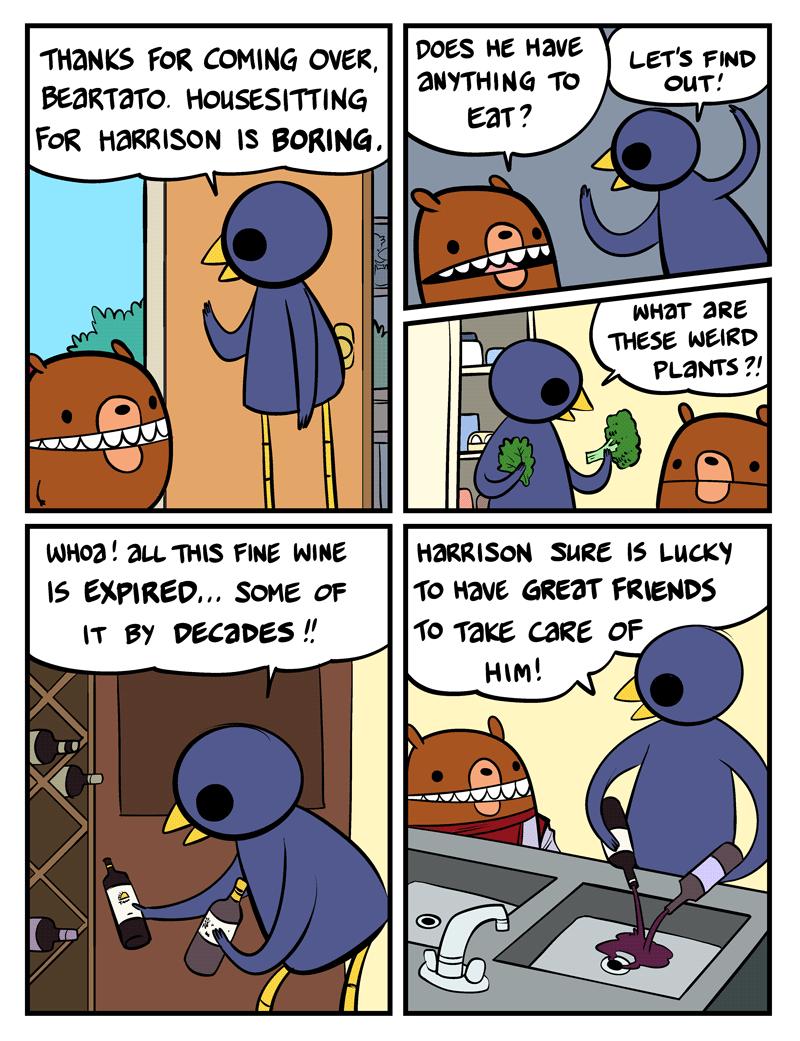 THANKS FOR COMING OVER,
BEARTATO. HOUSESITTING
FOR HARRISON IS BORING.
DOES HE HAVE
ANYTHING TO
EAT?
LET'S FIND
OUT!
WHAT ARE
THESE WEIRD
PLANTS?!
WHOA! ALL THIS FINE WINE
IS EXPIRED... SOME OF
IT BY DECADES!!
HARRISON SURE IS LUCKY
TO HAVE GREAT FRIENDS
TO TAKE CARE OF
HIM!